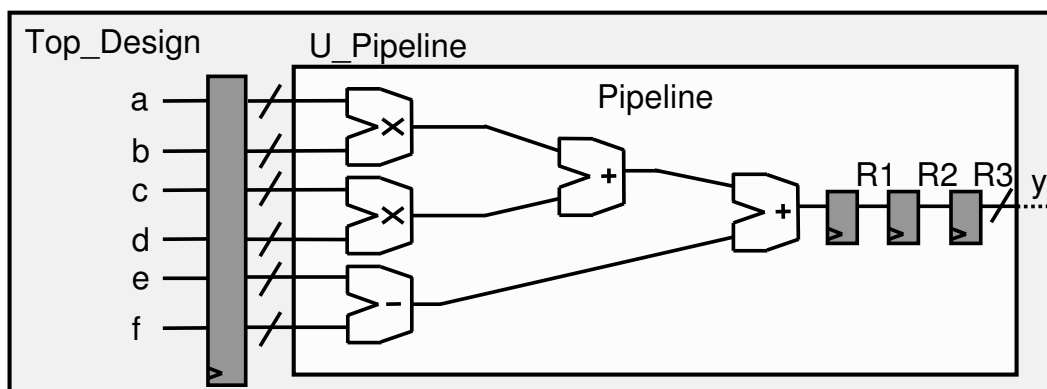 Top_Design
U_Pipeline
Pipeline
a
b
c
d
e
f
×
×
−
+
+
R1 R2 R3
y